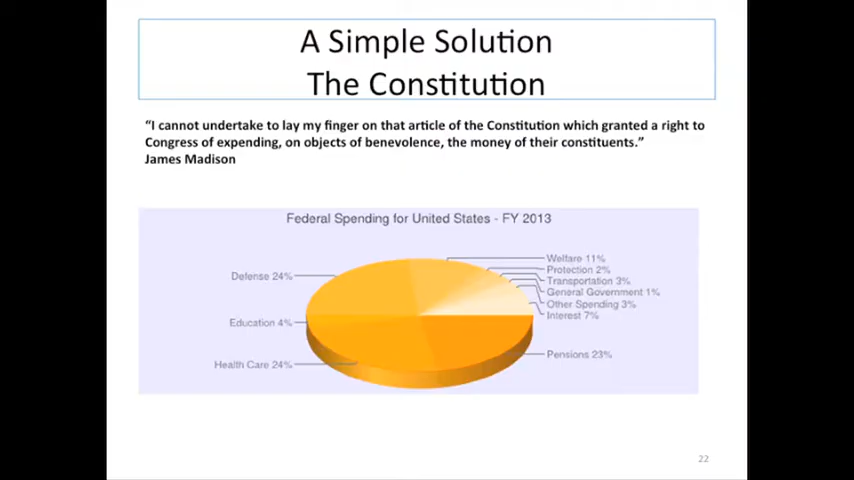 A Simple Solution
The Constitution
“I cannot undertake to lay my finger on that article of the Constitution which granted a right to
Congress of expending, on objects of benevolence, the money of their constituents.”
James Madison
Federal Spending for United States - FY 2013
Welfare 11%
Protection 2%
Transportation 3%
General Government 1%
Other Spending 3%
Interest 7%
Pensions 23%
Defense 24%
Education 4%
Health Care 24%
22